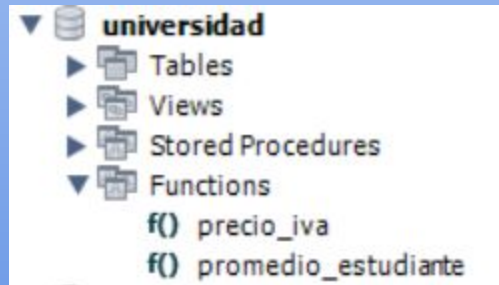 universidad
Tables
Views
Stored Procedures
Functions
f() precio_iva
f() promedio_estudiante